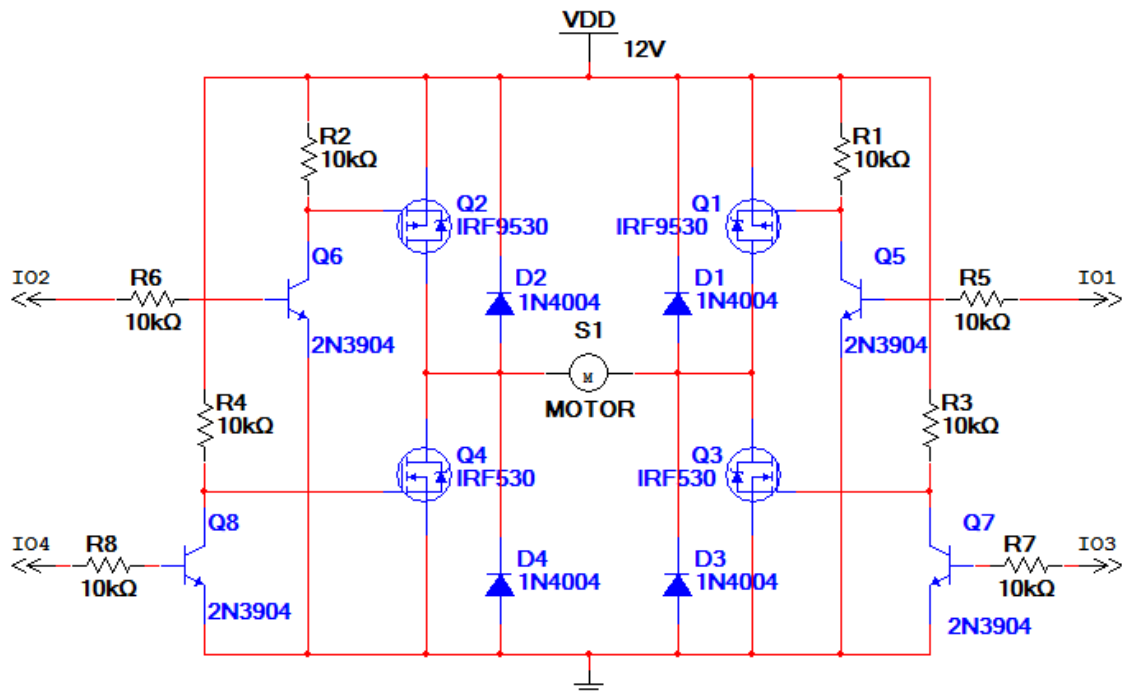 VDD
12V
R2
10kΩ
R1
10kΩ
Q2
IRF9530
Q1
IRF9530
Q6
Q5
IO2
R6
10kΩ
D2
1N4004
D1
1N4004
R5
10kΩ
IO1
2N3904
S1
M
MOTOR
2N3904
R4
10kΩ
R3
10kΩ
Q4
IRF530
Q3
IRF530
Q8
Q7
IO4
R8
10kΩ
D4
1N4004
D3
1N4004
R7
10kΩ
IO3
2N3904
2N3904